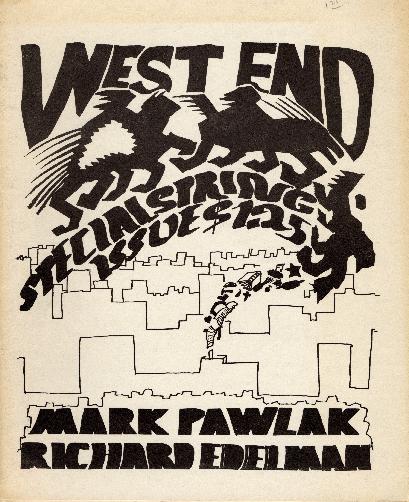 WEST END
SPECIAL SPRING
ISSUE $1.25
MARK PAWLAK
RICHARD EDELMAN